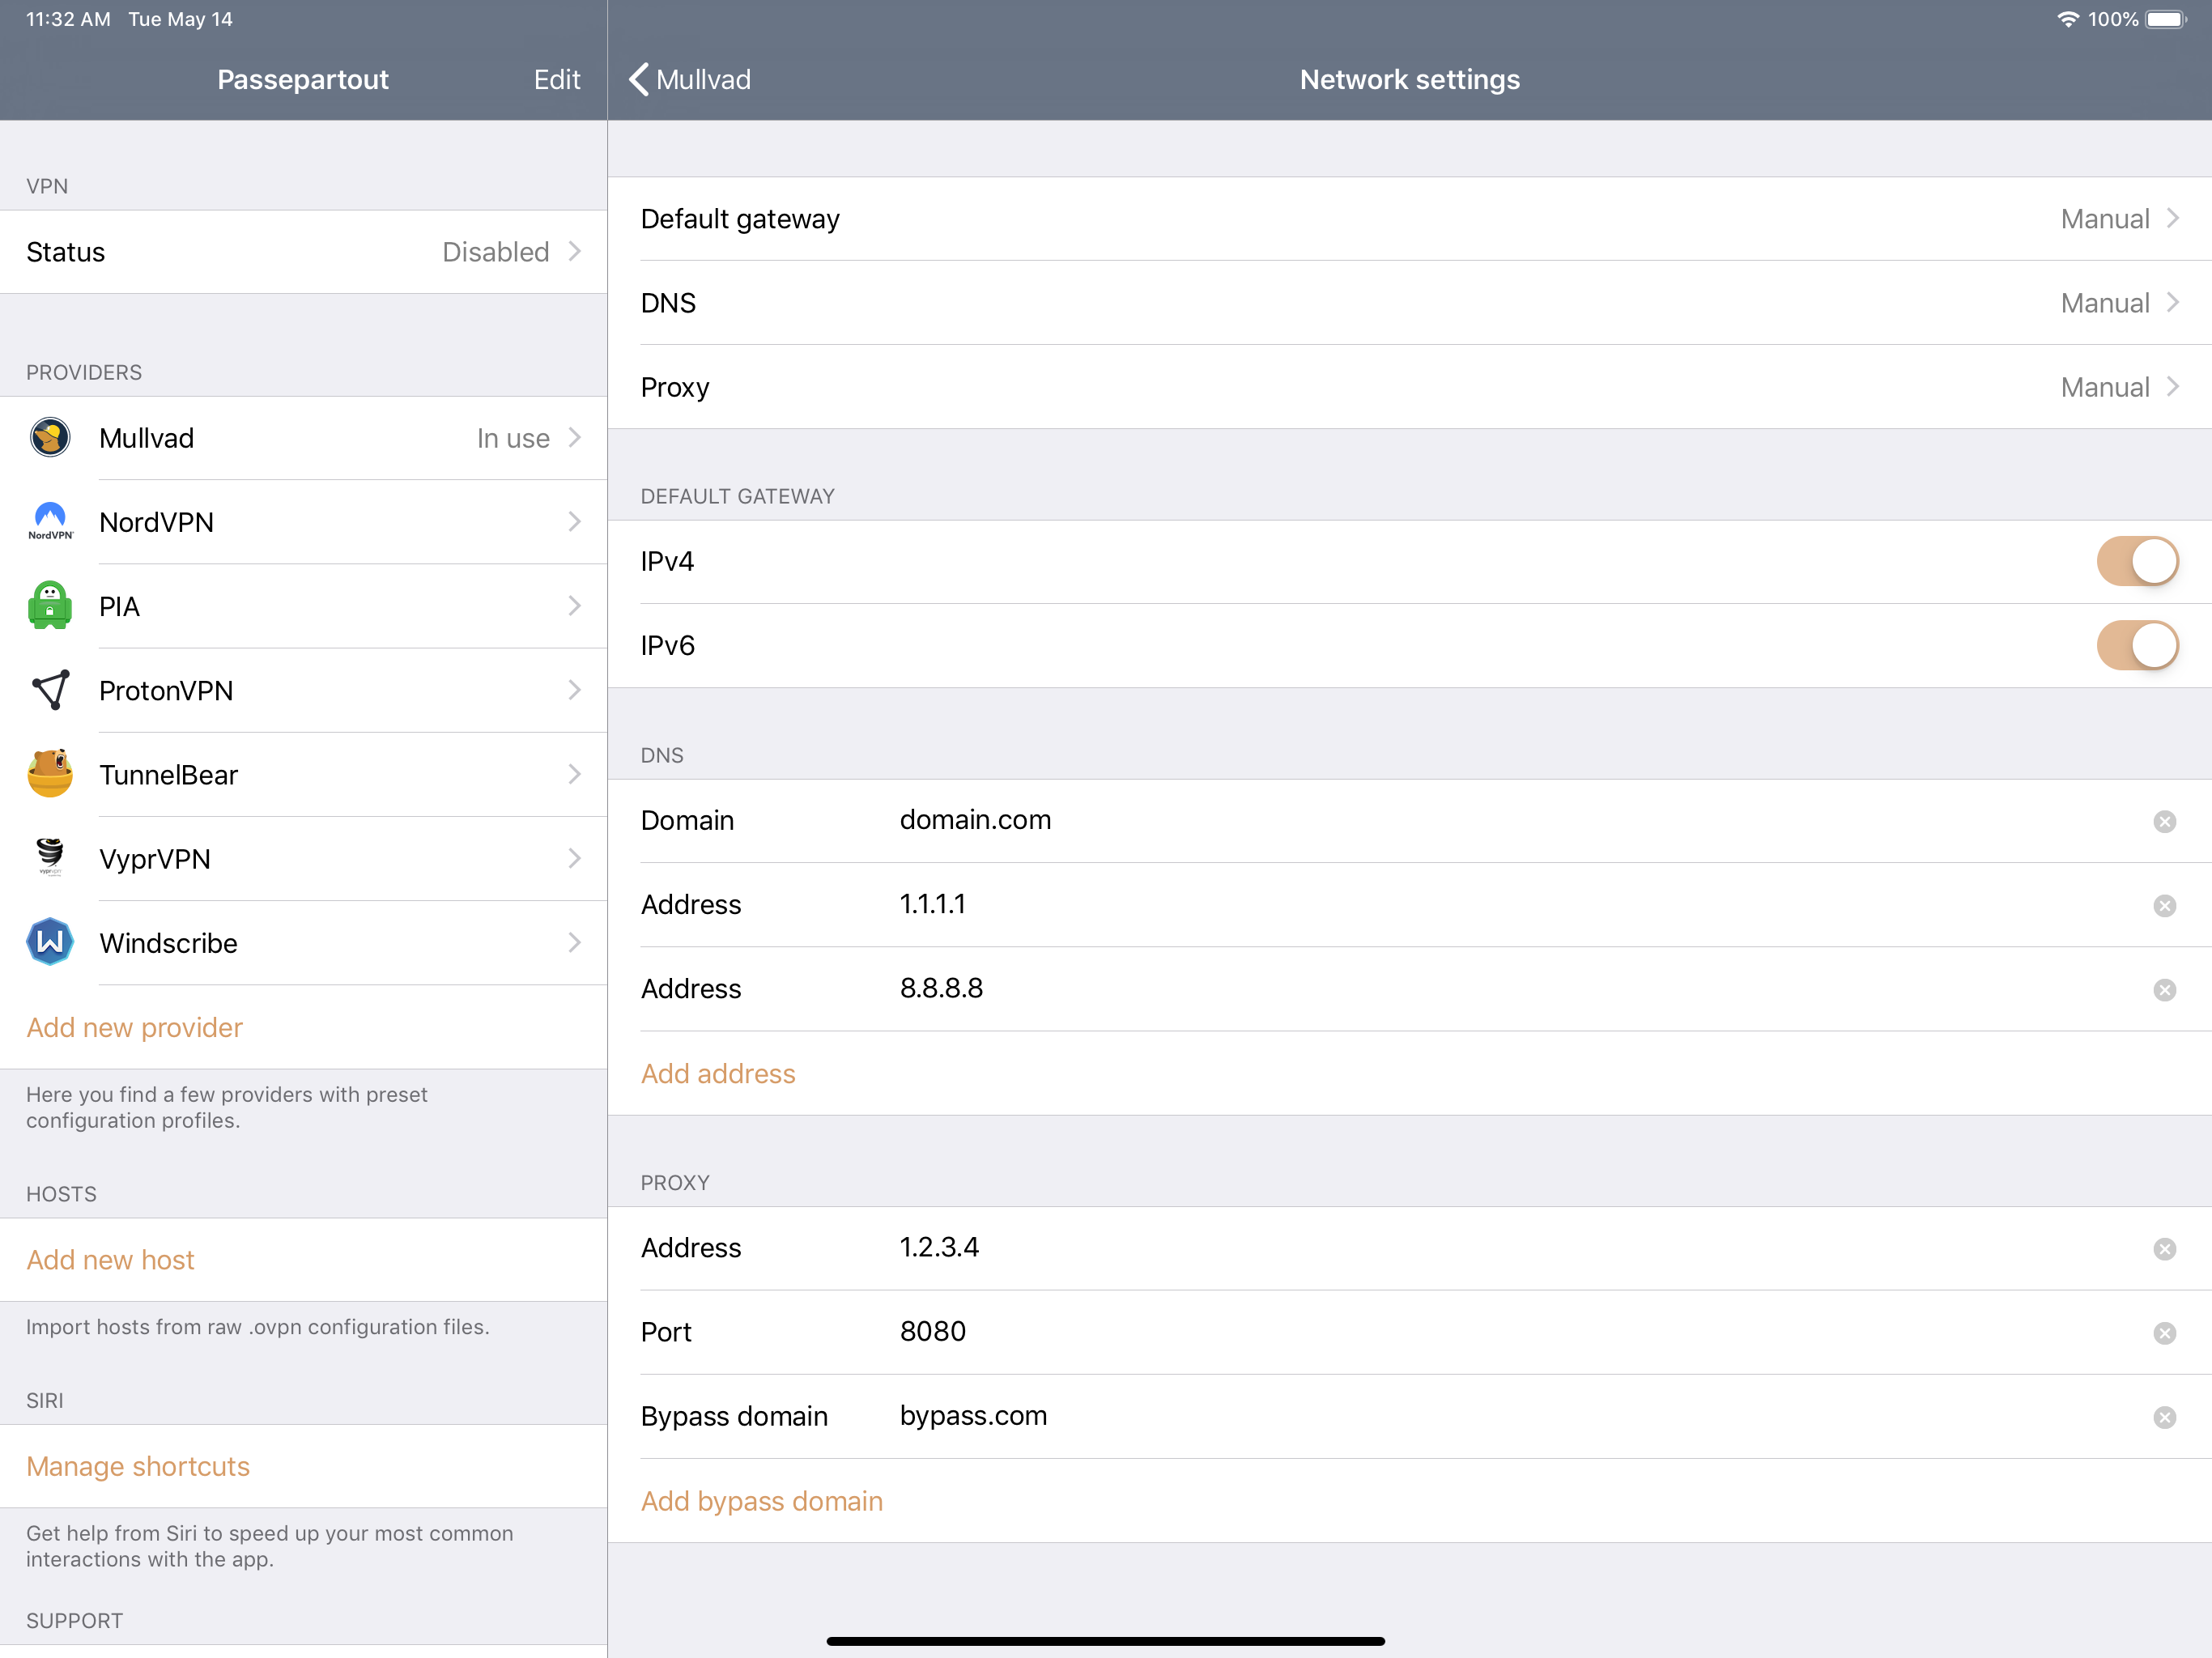 11:32 AM Tue May 14
100%
Passepartout
Edit
VPN
Status
Disabled
PROVIDERS
Mullvad
In use
NordVPN
NordVPN
PIA
ProtonVPN
TunnelBear
VyprVPN
W
Windscribe
Add new provider
Here you find a few providers with preset
configuration profiles.
HOSTS
Add new host
Import hosts from raw .ovpn configuration files.
SIRI
Manage shortcuts
Get help from Siri to speed up your most common
interactions with the app.
SUPPORT
Mullvad
Network settings
Default gateway
Manual
DNS
Manual
Proxy
Manual
DEFAULT GATEWAY
IPv4
IPv6
DNS
Domain
domain.com
Address
1.1.1.1
Address
8.8.8.8
Add address
PROXY
Address
1.2.3.4
Port
8080
Bypass domain
bypass.com
Add bypass domain